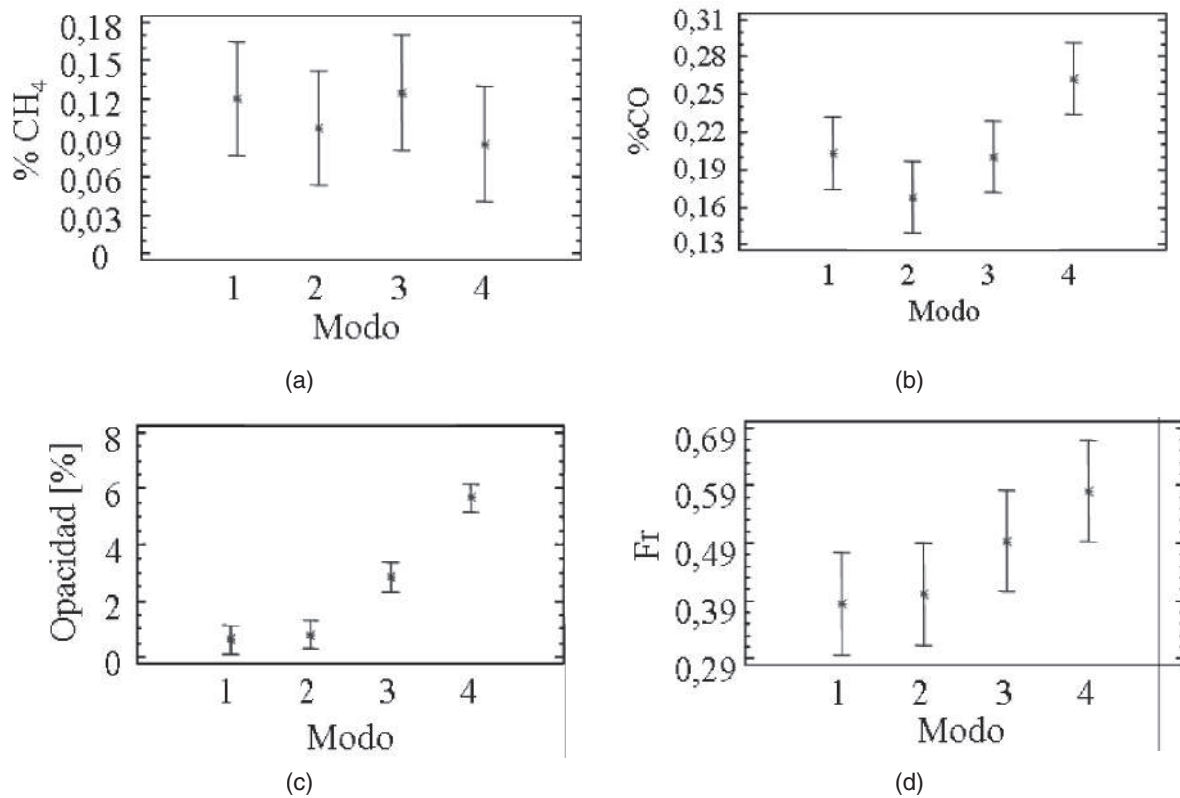 % CH₄
0,18
0,15
0,12
0,09
0,06
0,03
0
1 2 3 4
Modo
(a)
%CO
0,31
0,28
0,25
0,22
0,19
0,16
0,13
1 2 3 4
Modo
(b)
Opacidad [%]
8
6
4
2
0
1 2 3 4
Modo
(c)
Fr
0,69
0,59
0,49
0,39
0,29
1 2 3 4
Modo
(d)